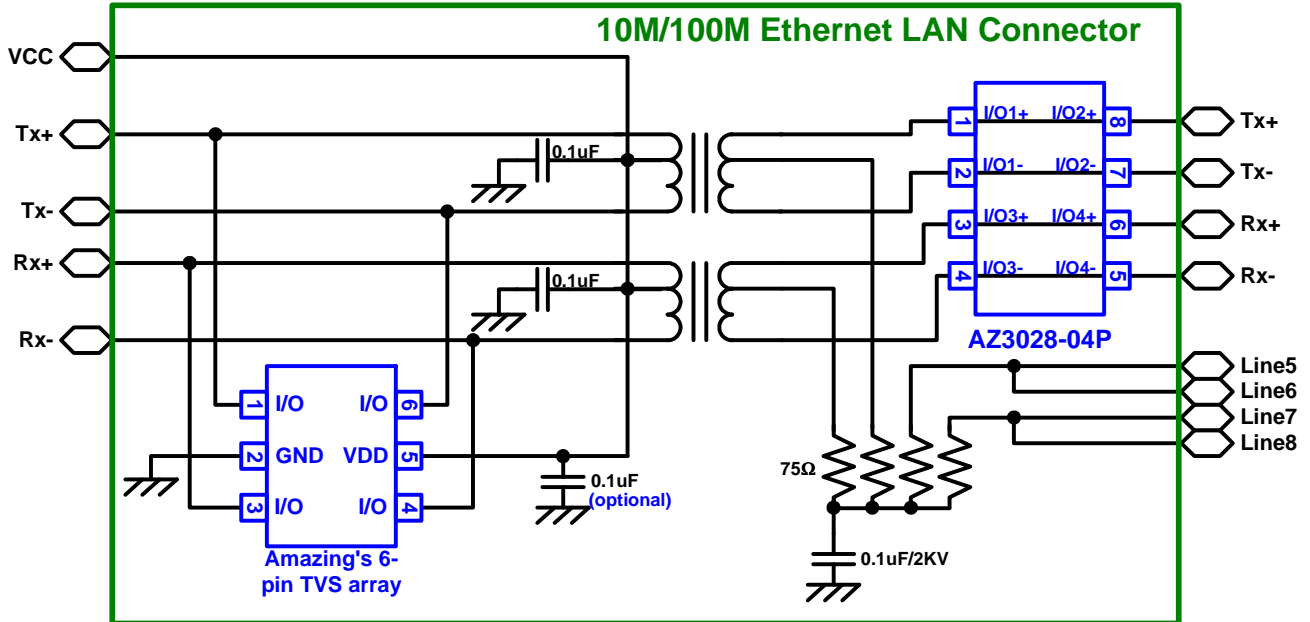 10M/100M Ethernet LAN Connector
VCC
Tx+
Tx-
Rx+
Rx-
0.1uF
0.1uF
1 I/O1+ I/O2+ 8
2 I/O1- I/O2- 7
3 I/O3+ I/O4+ 6
4 I/O3- I/O4- 5
AZ3028-04P
Tx+
Tx-
Rx+
Rx-
Line5
Line6
Line7
Line8
1 I/O I/O 6
2 GND VDD 5
3 I/O I/O 4
Amazing's 6-
pin TVS array
0.1uF
(optional)
75Ω
0.1uF/2KV